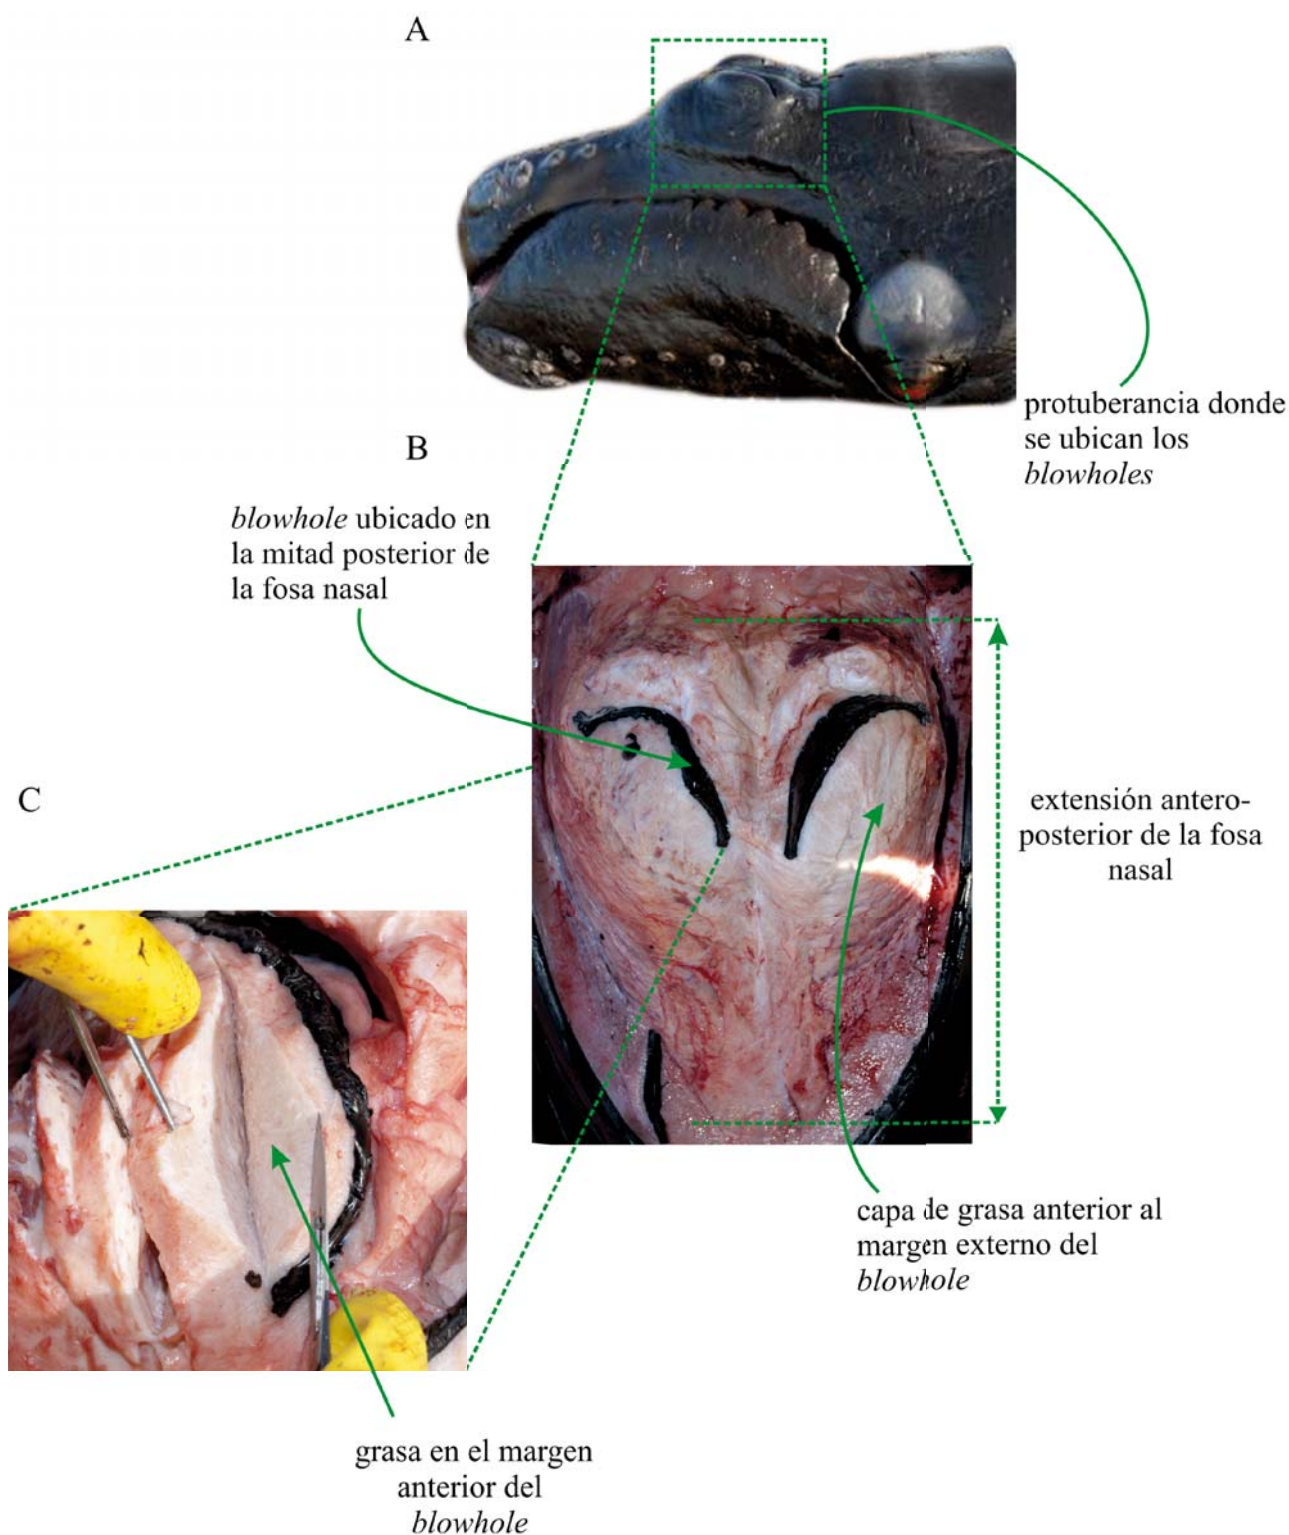 A
protuberancia donde
se ubican los
blowholes
B
blowhole ubicado en
la mitad posterior de
la fosa nasal
extensión antero-
posterior de la fosa
nasal
C
capa de grasa anterior al
margen externo del
blowhole
grasa en el margen
anterior del
blowhole